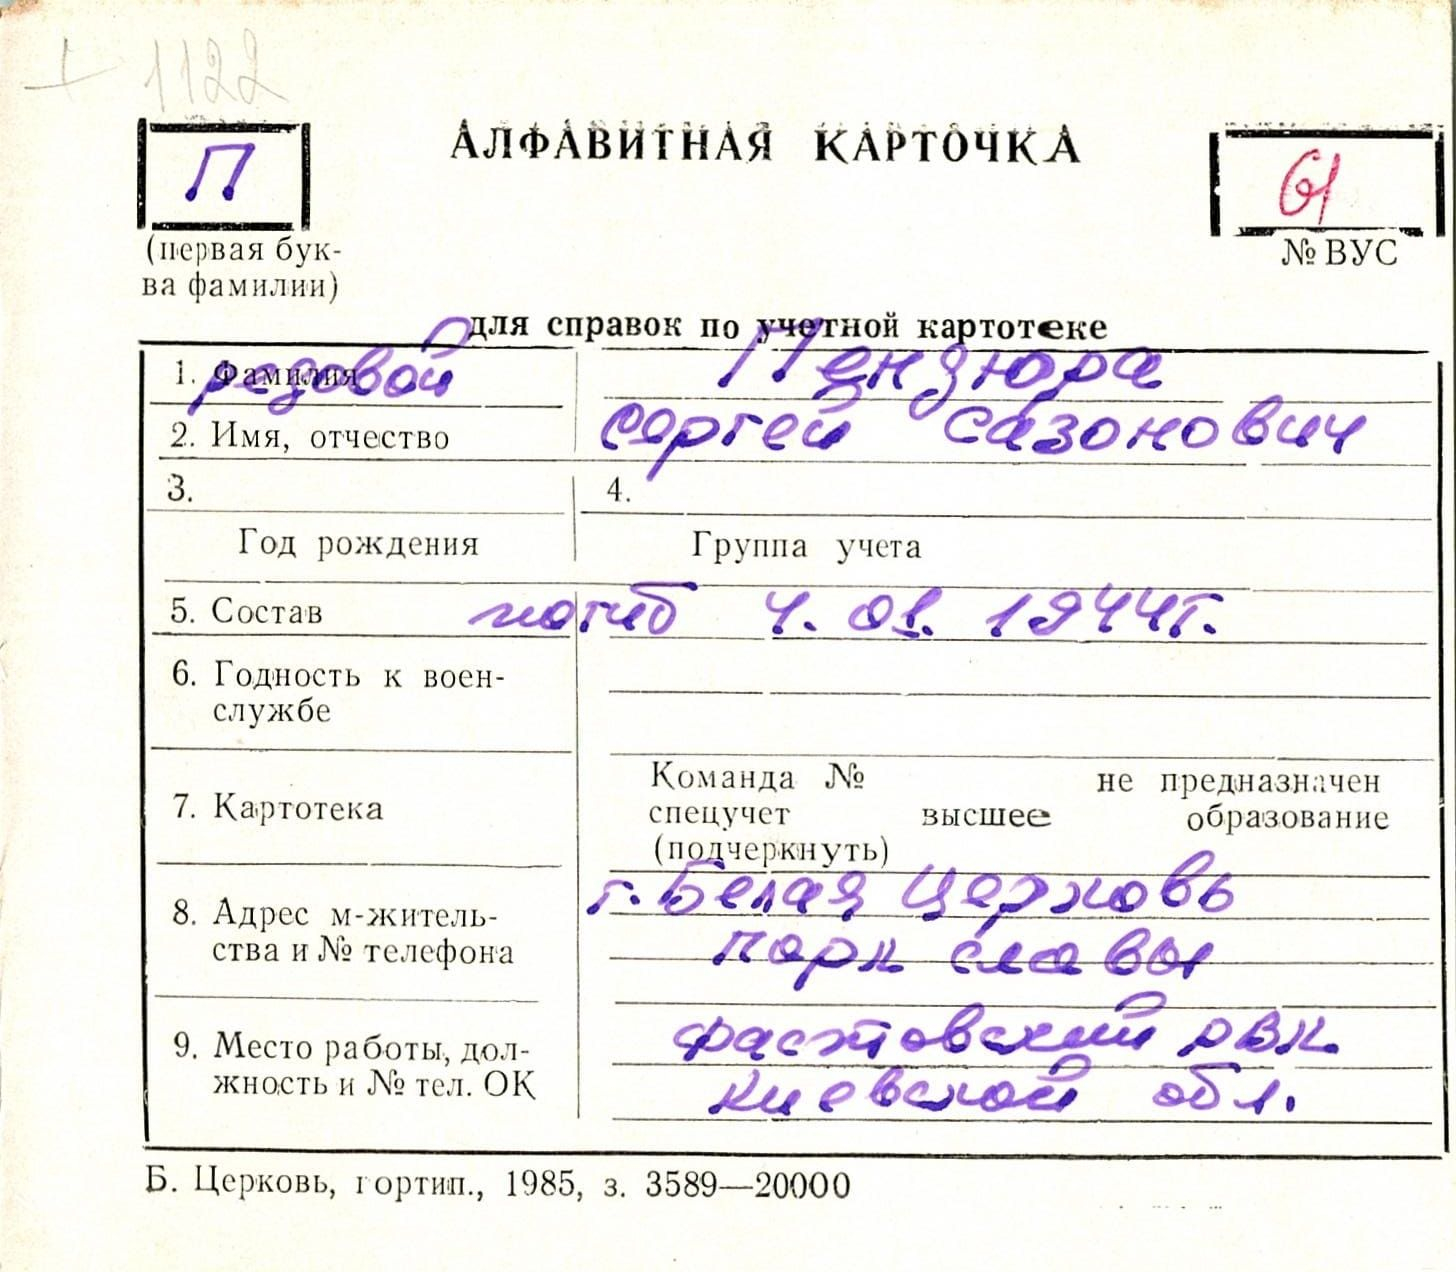 1122
П
АЛФАВИТНАЯ КАРТОЧКА
61
(первая бук-
ва фамилии)
№ ВУС
для справок по учетной картотеке
1. Фамилия рядовой Пендюра
2. Имя, отчество Сергей Сазонович
3. 4.
Год рождения Группа учета
5. Состав погиб 4.01.1944г.
6. Годность к воен-
службе
7. Картотека
Команда № не предназначен
спецучет высшее образование
(подчеркнуть)
8. Адрес м-житель-
ства и № телефона
г. Белая Церковь
парк славы
9. Место работы, дол-
жность и № тел. ОК
Фастовский РВК
Киевской обл.
Б. Церковь, гортип., 1985, з. 3589—20000